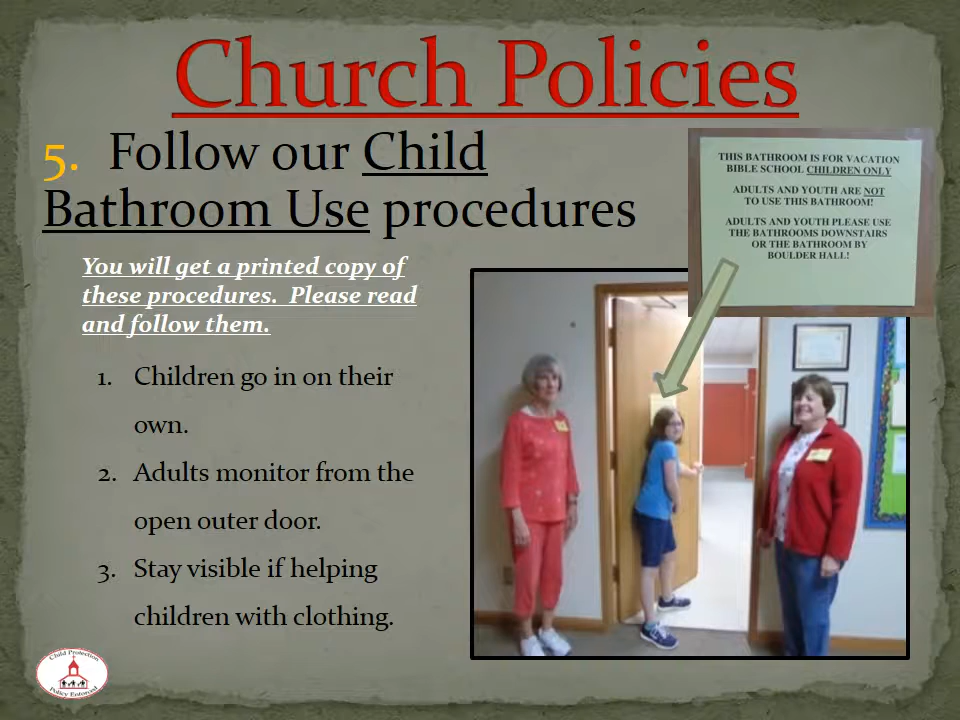 Church Policies
5. Follow our Child
Bathroom Use procedures
You will get a printed copy of
these procedures. Please read
and follow them.
1. Children go in on their
own.
2. Adults monitor from the
open outer door.
3. Stay visible if helping
children with clothing.
THIS BATHROOM IS FOR VACATION
BIBLE SCHOOL CHILDREN ONLY
ADULTS AND YOUTH ARE NOT
TO USE THIS BATHROOM!
ADULTS AND YOUTH PLEASE USE
THE BATHROOMS DOWNSTAIRS
OR THE BATHROOM BY
BOULDER HALL!
Child Protection
Policy Enforced